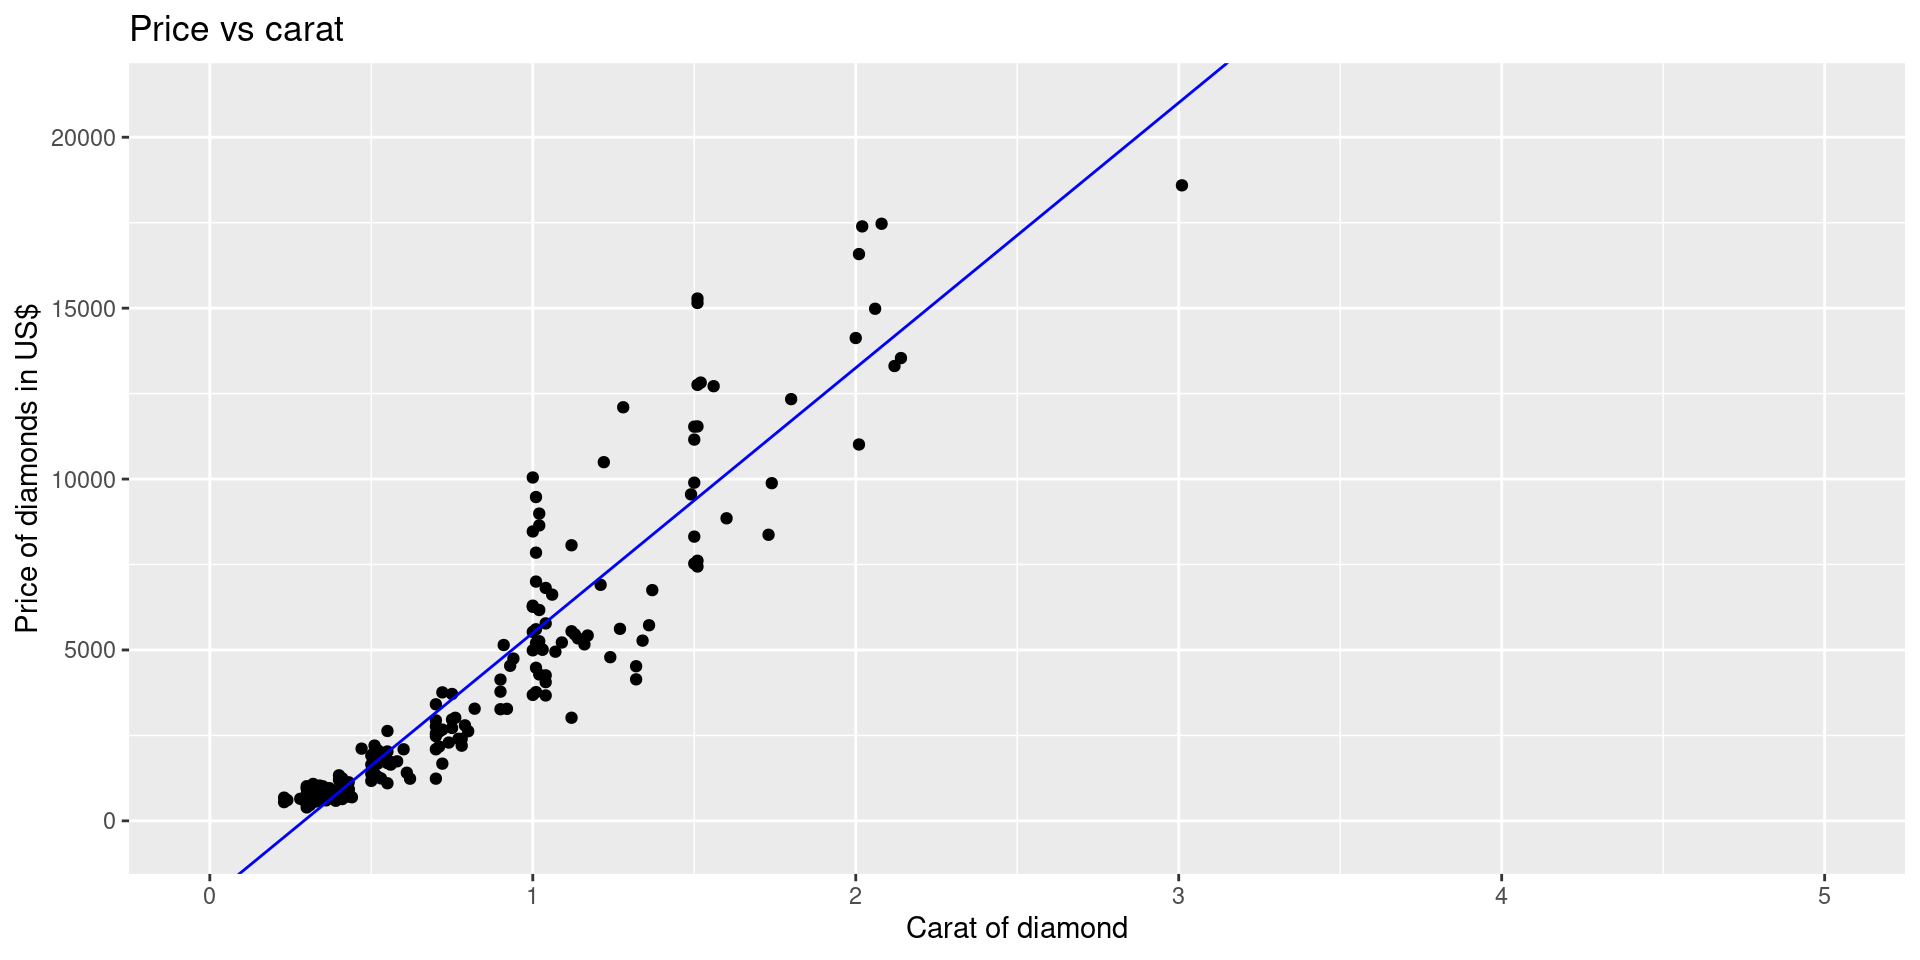 Price vs carat
Price of diamonds in US$
20000
15000
10000
5000
0
0 1 2 3 4 5
Carat of diamond